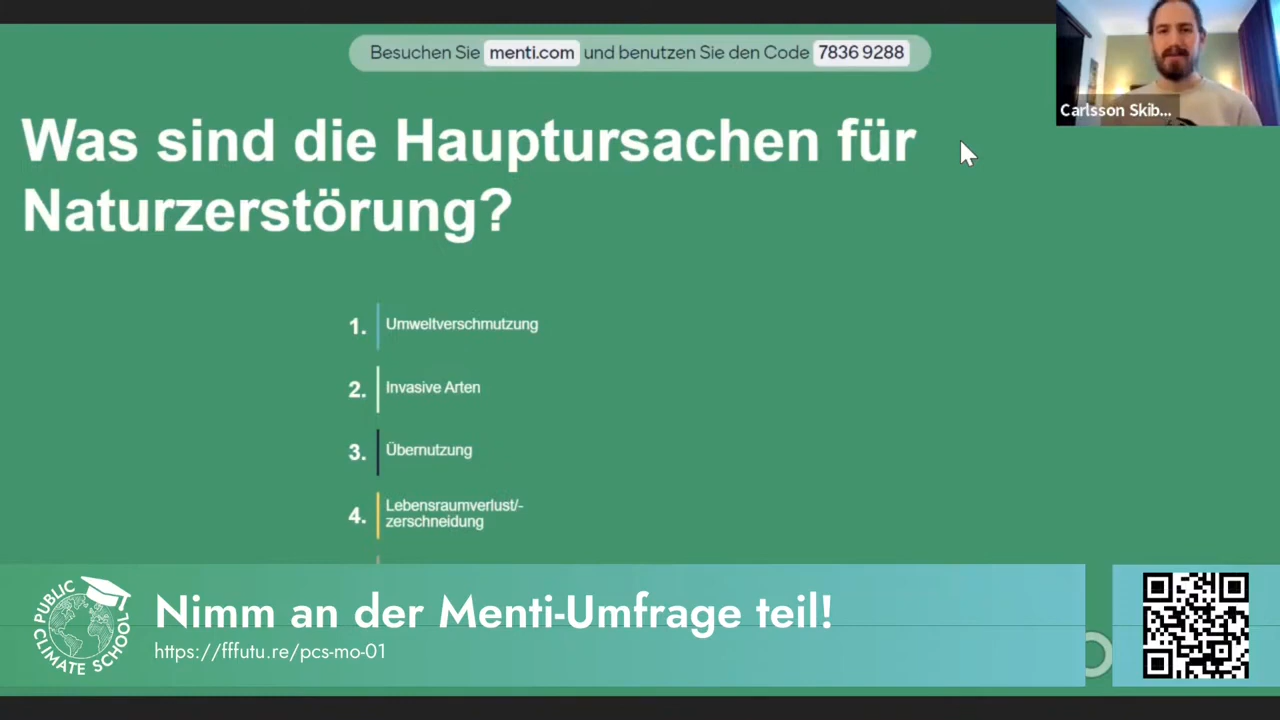 Besuchen Sie menti.com und benutzen Sie den Code 7836 9288
Carlsson Skib...
Was sind die Hauptursachen für
Naturzerstörung?
1. Umweltverschmutzung
2. Invasive Arten
3. Übernutzung
4. Lebensraumverlust/-
zerschneidung
PUBLIC CLIMATE SCHOOL
Nimm an der Menti-Umfrage teil!
https://fffutu.re/pcs-mo-01